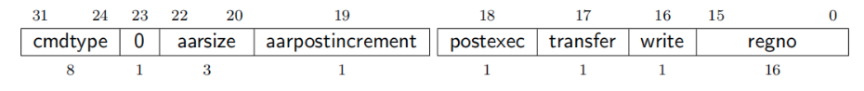 31 24 23 22 20 19 18 17 16 15 0
cmdtype 0 aarsize aarpostincrement postexec transfer write regno
8 1 3 1 1 1 1 16